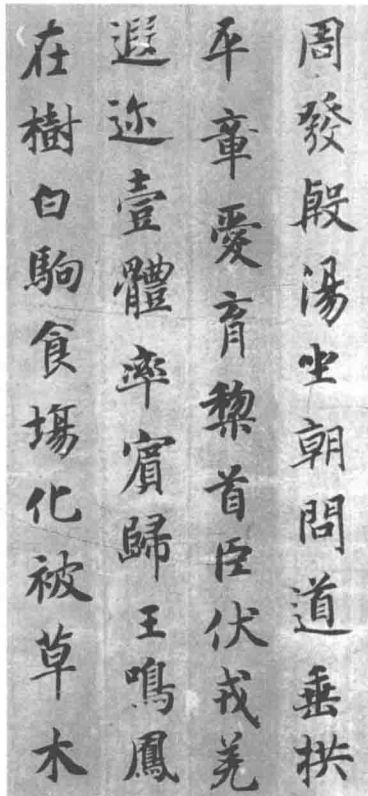 周發殷湯坐朝問道垂拱
平章愛育黎首臣伏戎羌
遐迩壹體率賓歸王鳴鳳
在樹白駒食場化被草木